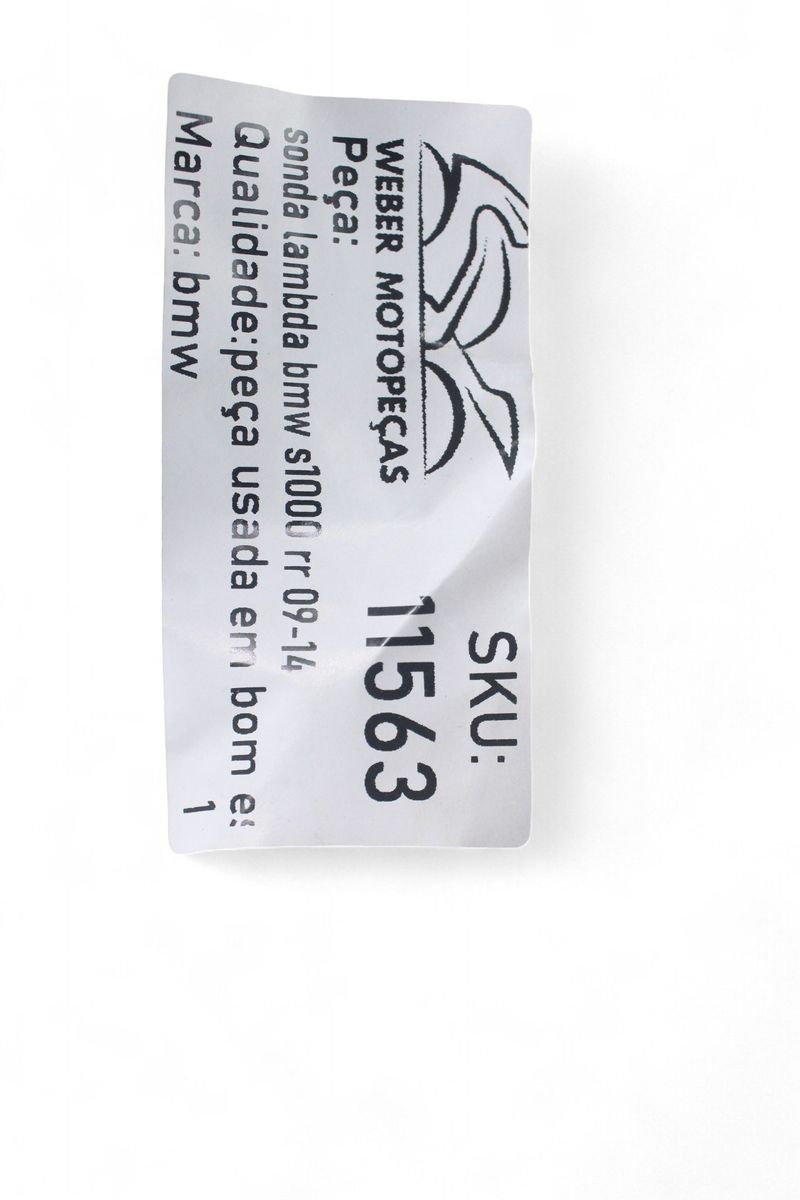 WEBER MOTOPEÇAS
SKU:
11563
Peça:
sonda lambda bmw s1000 rr 09-14
Qualidade:peça usada em bom
Marca: bmw
1